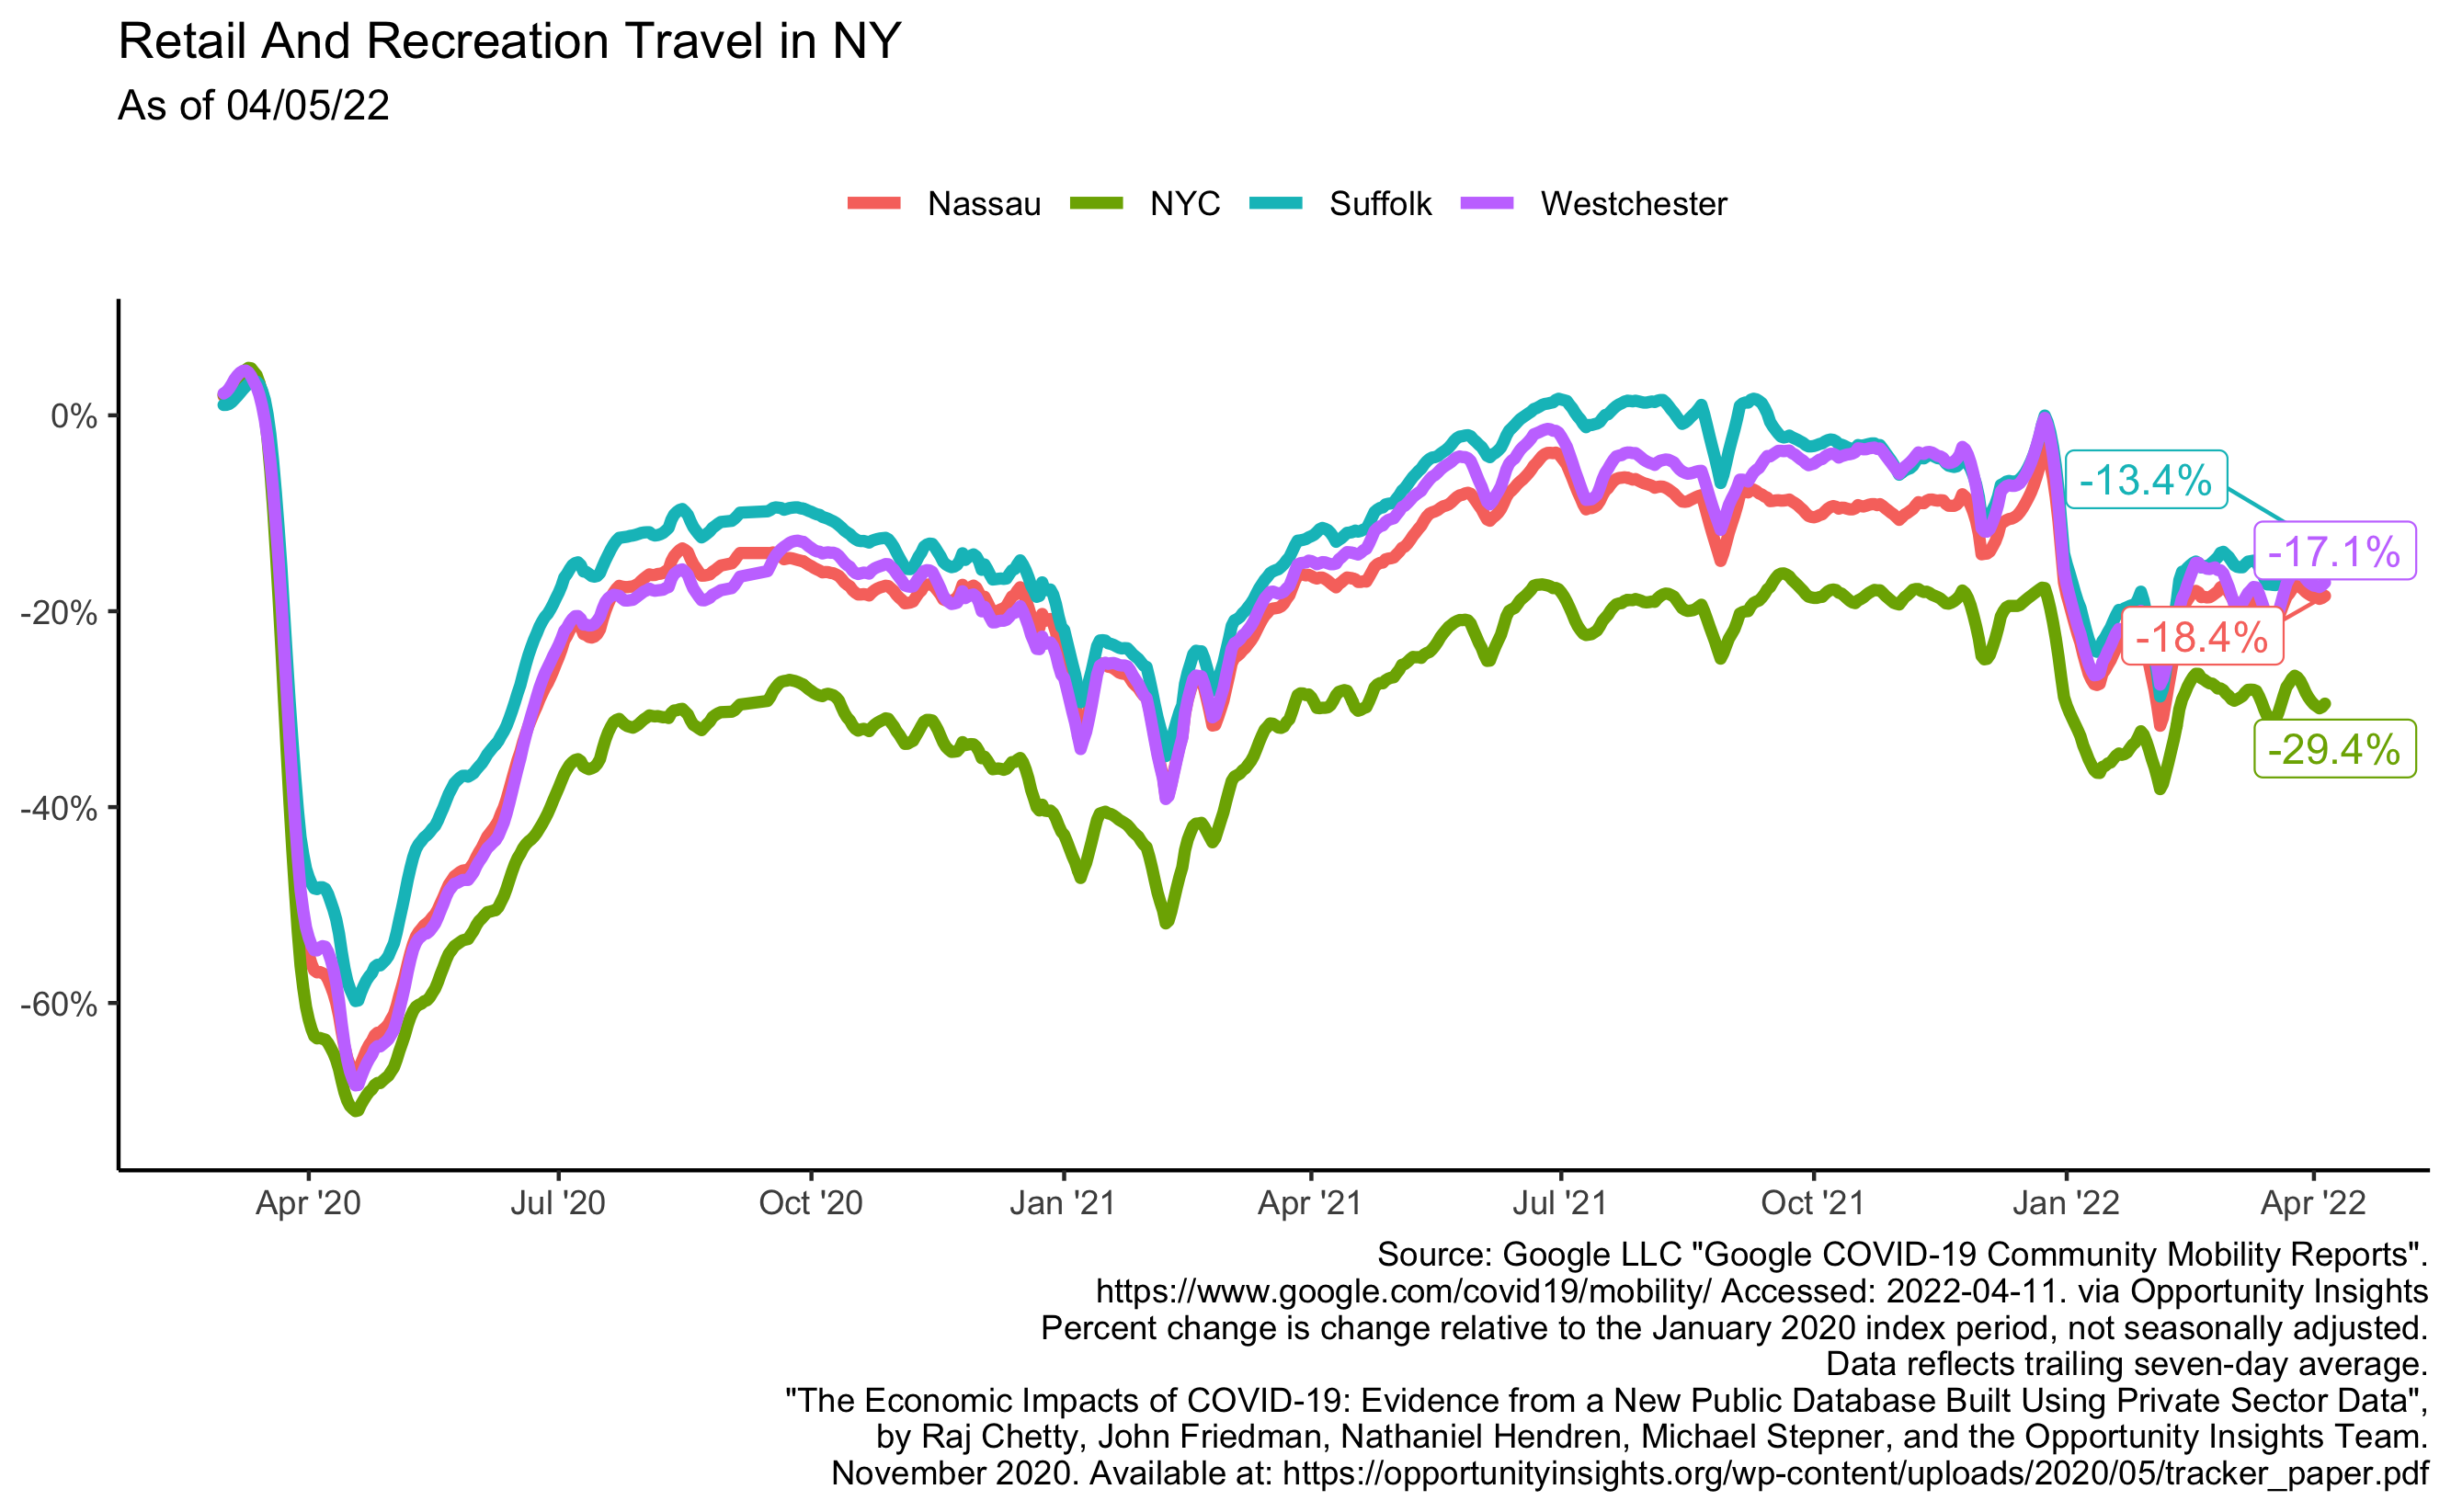 Retail And Recreation Travel in NY
As of 04/05/22
Nassau NYC Suffolk Westchester
0%
-20%
-40%
-60%
-13.4%
-17.1%
-18.4%
-29.4%
Apr '20 Jul '20 Oct '20 Jan '21 Apr '21 Jul '21 Oct '21 Jan '22 Apr '22
Source: Google LLC "Google COVID-19 Community Mobility Reports".
https://www.google.com/covid19/mobility/ Accessed: 2022-04-11. via Opportunity Insights
Percent change is change relative to the January 2020 index period, not seasonally adjusted.
Data reflects trailing seven-day average.
"The Economic Impacts of COVID-19: Evidence from a New Public Database Built Using Private Sector Data",
by Raj Chetty, John Friedman, Nathaniel Hendren, Michael Stepner, and the Opportunity Insights Team.
November 2020. Available at: https://opportunityinsights.org/wp-content/uploads/2020/05/tracker_paper.pdf